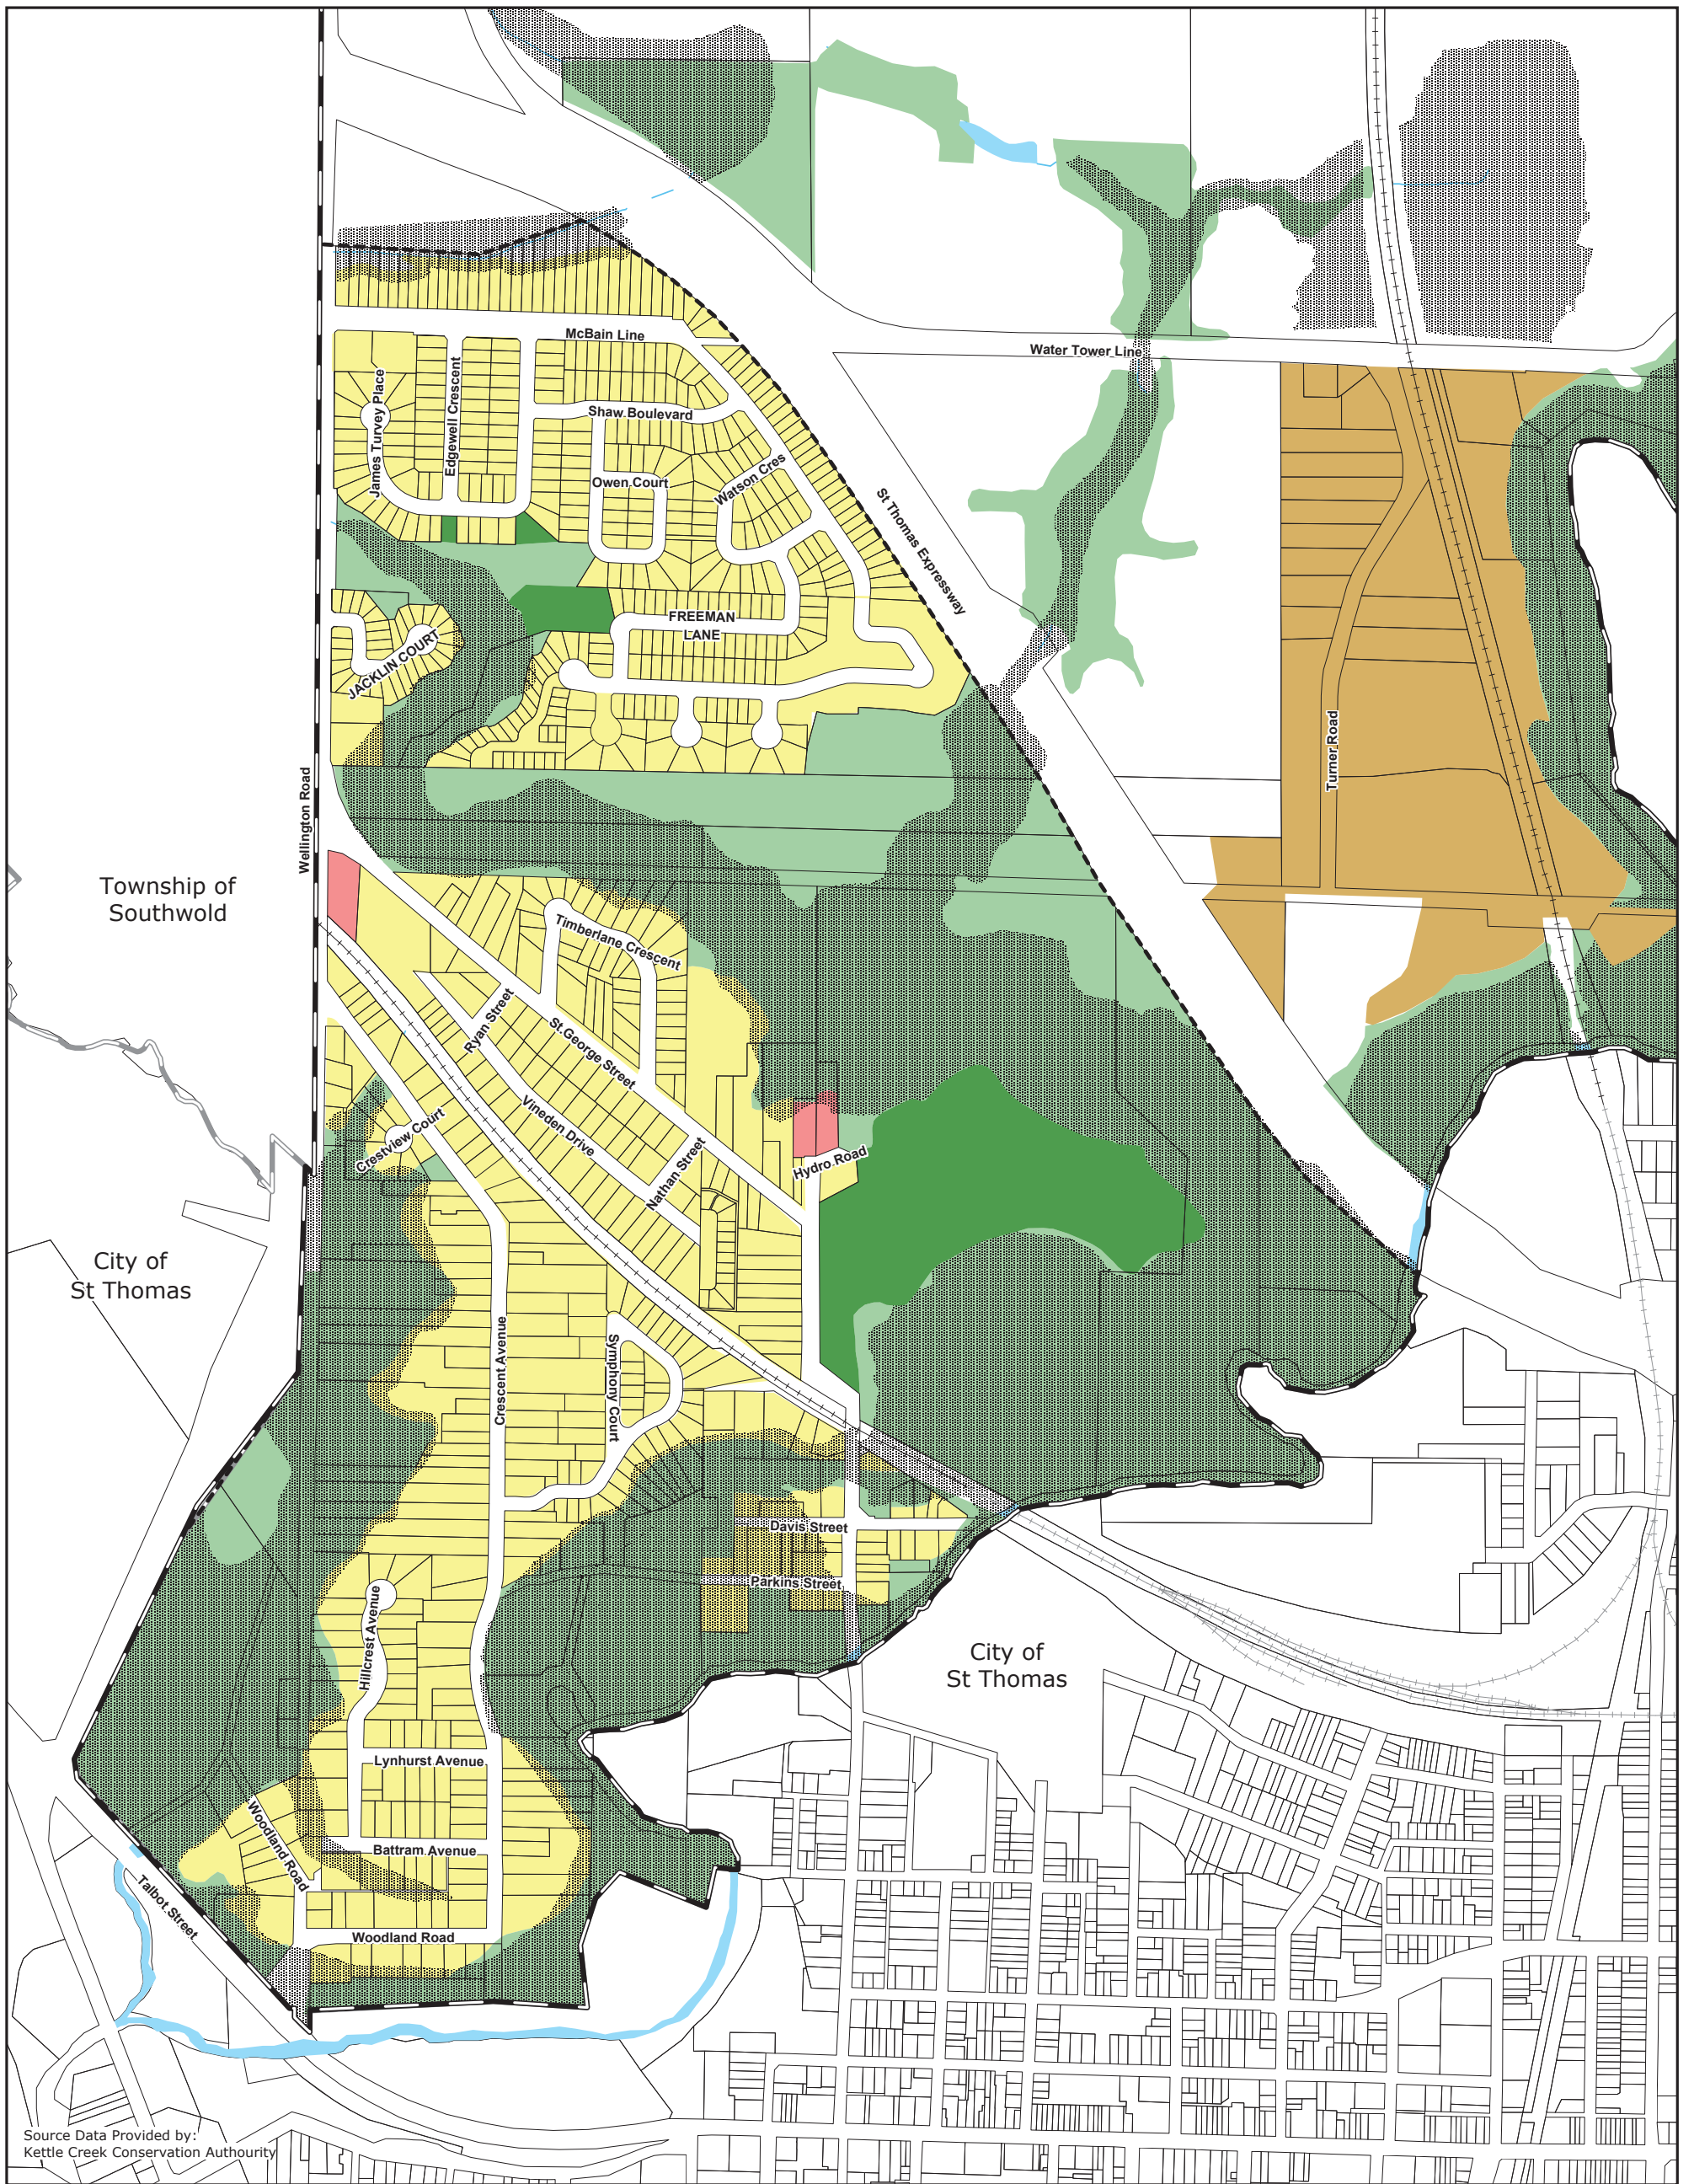 McBain Line
Water Tower Line
James Turvey Place
Edgewell Crescent
Shaw Boulevard
Owen Court
Watson Cres
St Thomas Expressway
FREEMAN
LANE
JACKLIN COURT
Turner Road
Wellington Road
Township of
Southwold
Timberlane Crescent
Ryan Street
St.George Street
Vineden Drive
Crestview Court
Nathan Street
Hydro Road
City of
St Thomas
Crescent Avenue
Symphony Court
Davis Street
Parkins Street
Hillcrest Avenue
City of
St Thomas
Lynhurst Avenue
Woodland Road
Battram Avenue
Talbot Street
Woodland Road
Source Data Provided by:
Kettle Creek Conservation Authourity